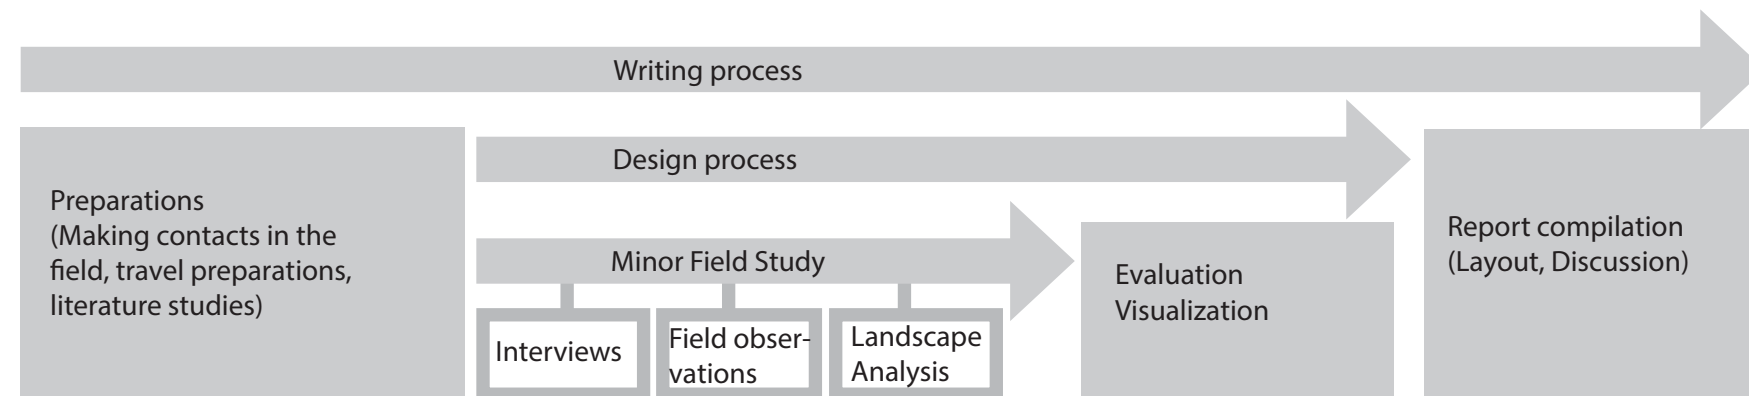 Writing process
Design process
Preparations
(Making contacts in the
field, travel preparations,
literature studies)
Minor Field Study
Interviews
Field obser-
vations
Landscape
Analysis
Evaluation
Visualization
Report compilation
(Layout, Discussion)